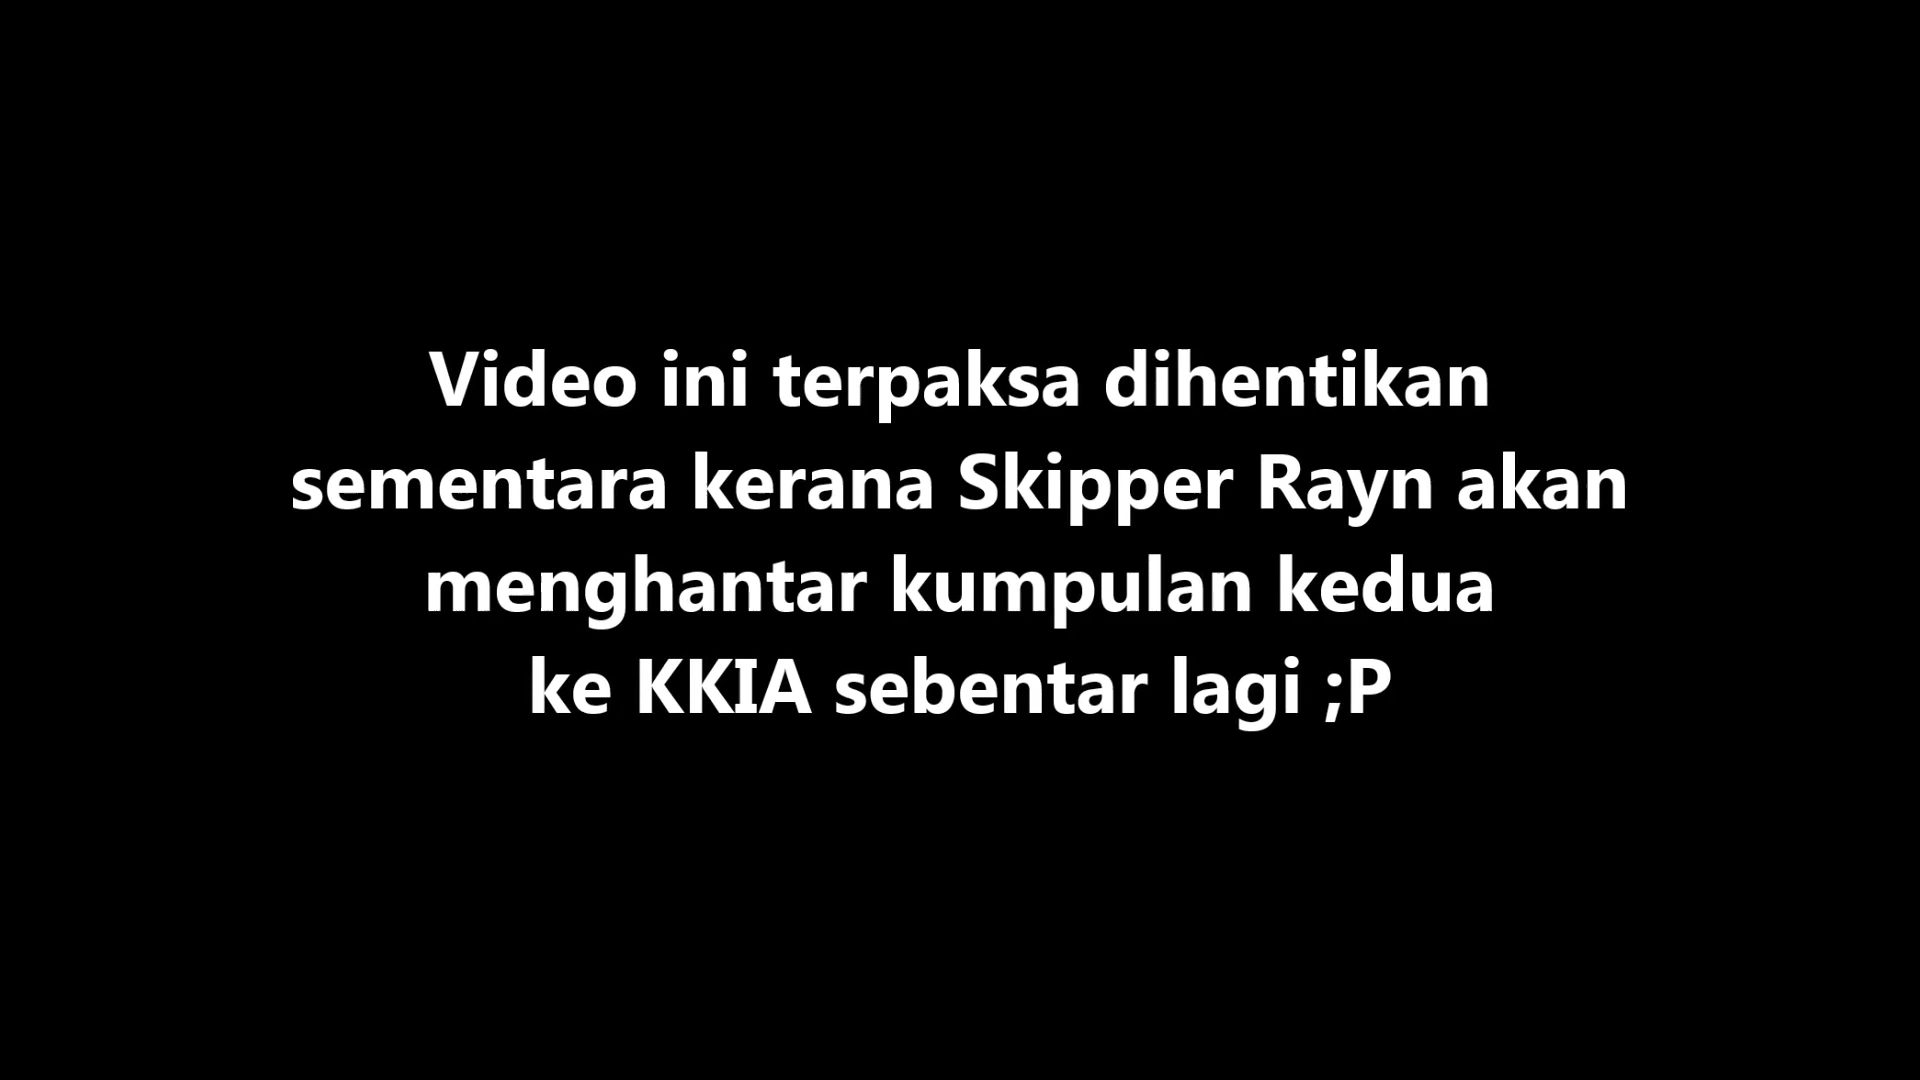 Video ini terpaksa dihentikan
sementara kerana Skipper Rayn akan
menghantar kumpulan kedua
ke KKIA sebentar lagi ;P